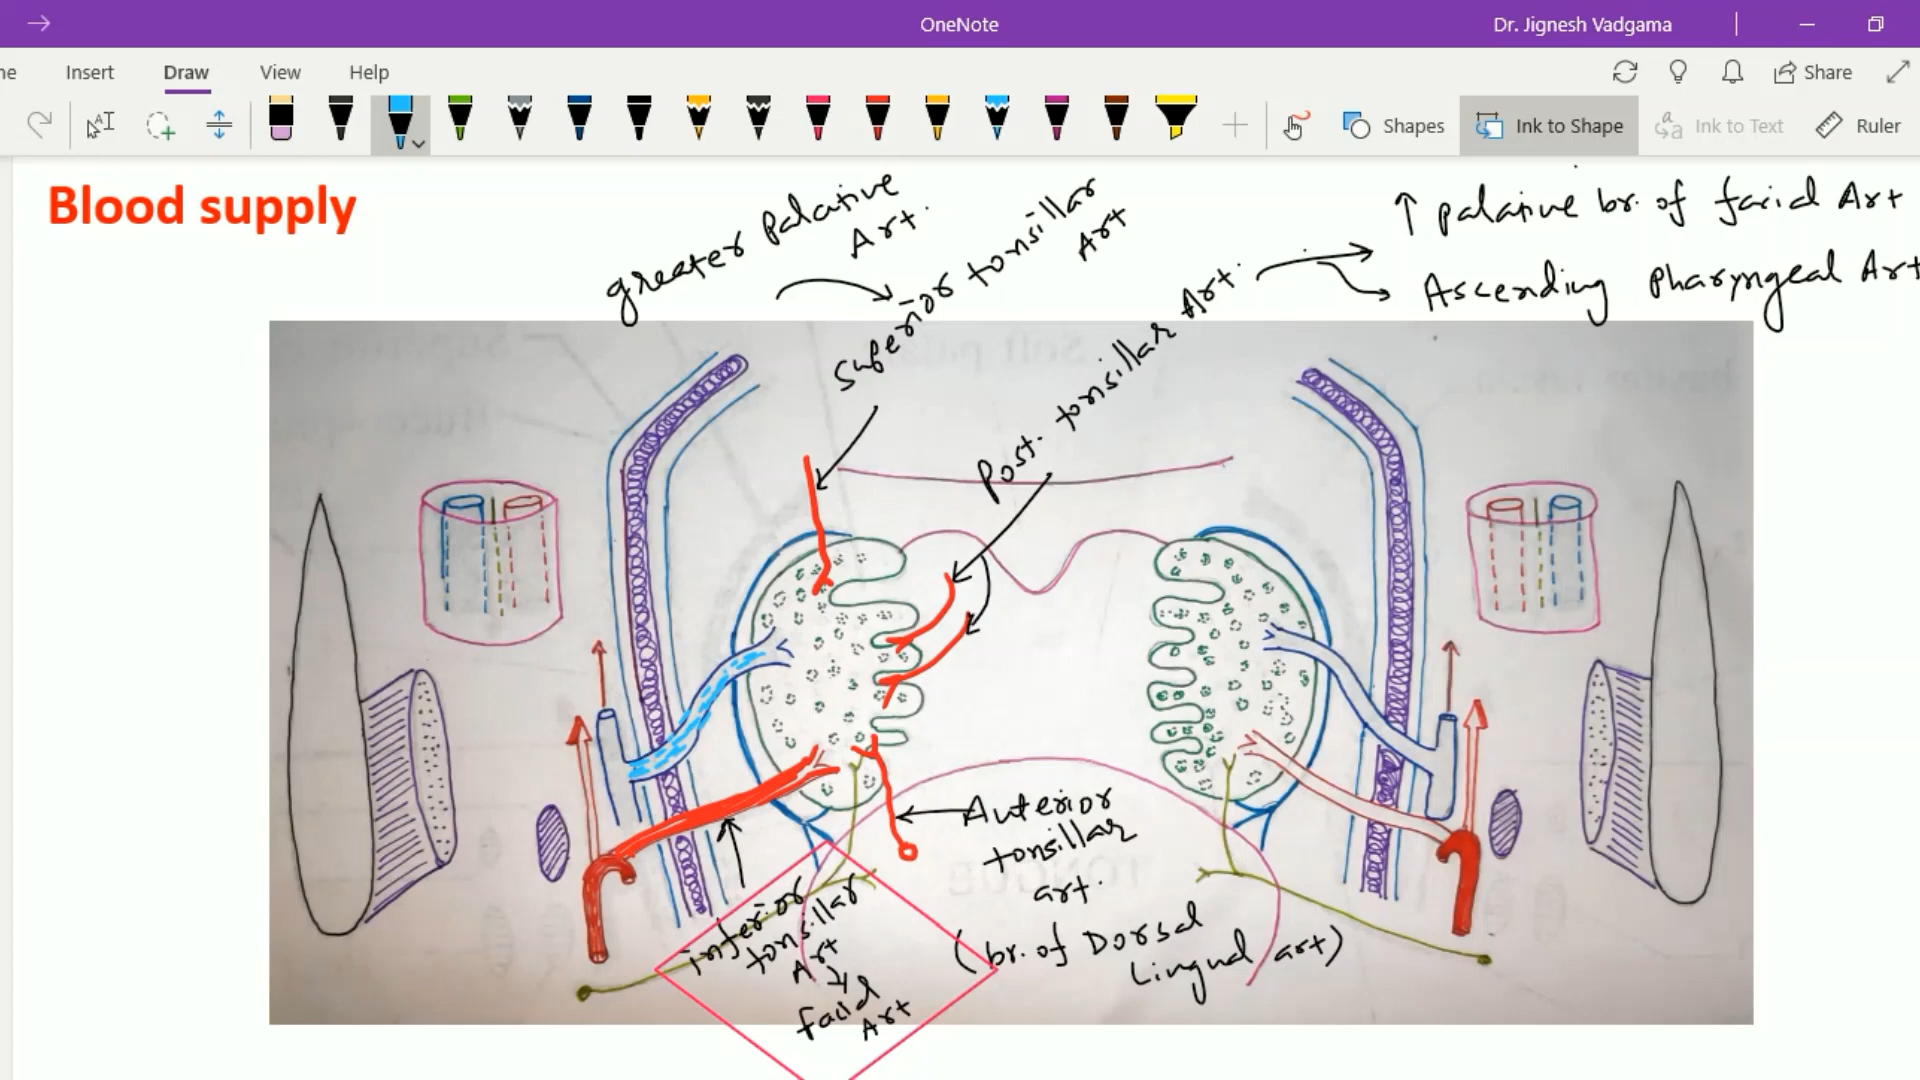 OneNote
Dr. Jignesh Vadgama
Insert
Draw
View
Help
Share
Shapes
Ink to Shape
Ink to Text
Ruler
Blood supply
greater Palative
Art.
superior tonsillar
Art
Post. tonsillar Art.
↑ palative br. of facial Art
Ascending Pharyngeal Art
Anterior
tonsillar
art.
(br. of Dorsal
Lingual art)
inferior
tonsillar
Art
Facial
Art